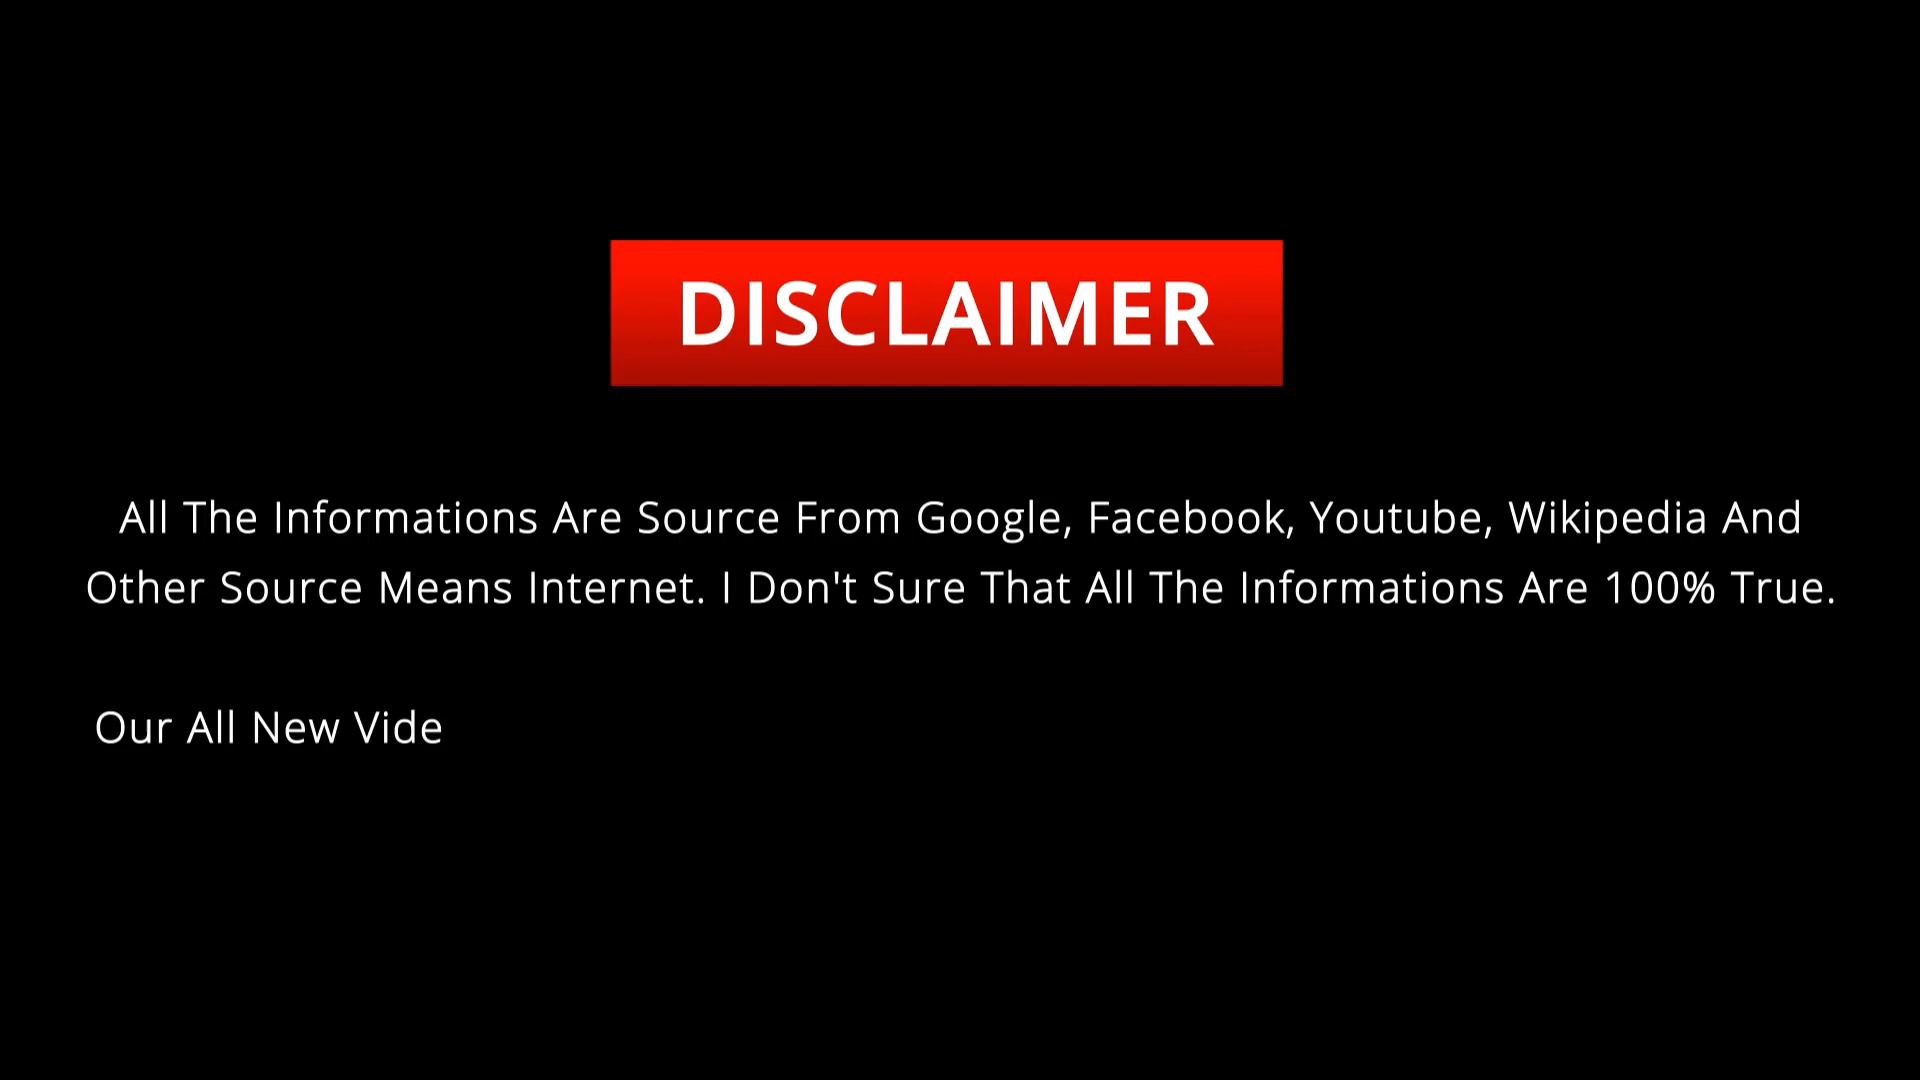 DISCLAIMER
All The Informations Are Source From Google, Facebook, Youtube, Wikipedia And
Other Source Means Internet. I Don't Sure That All The Informations Are 100% True.
Our All New Vide